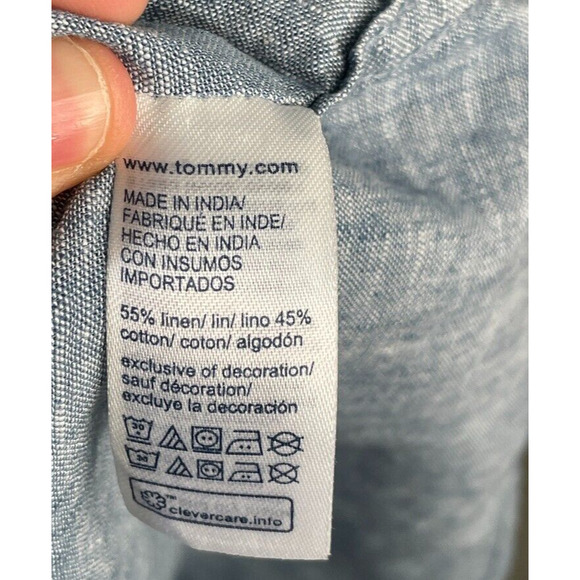 www.tommy.com
MADE IN INDIA/
FABRIQUÉ EN INDE/
HECHO EN INDIA
CON INSUMOS
IMPORTADOS
55% linen/ lin/ lino 45%
cotton/ coton/ algodón
exclusive of decoration/
sauf décoration/
excluye la decoración
30
clevercare.info